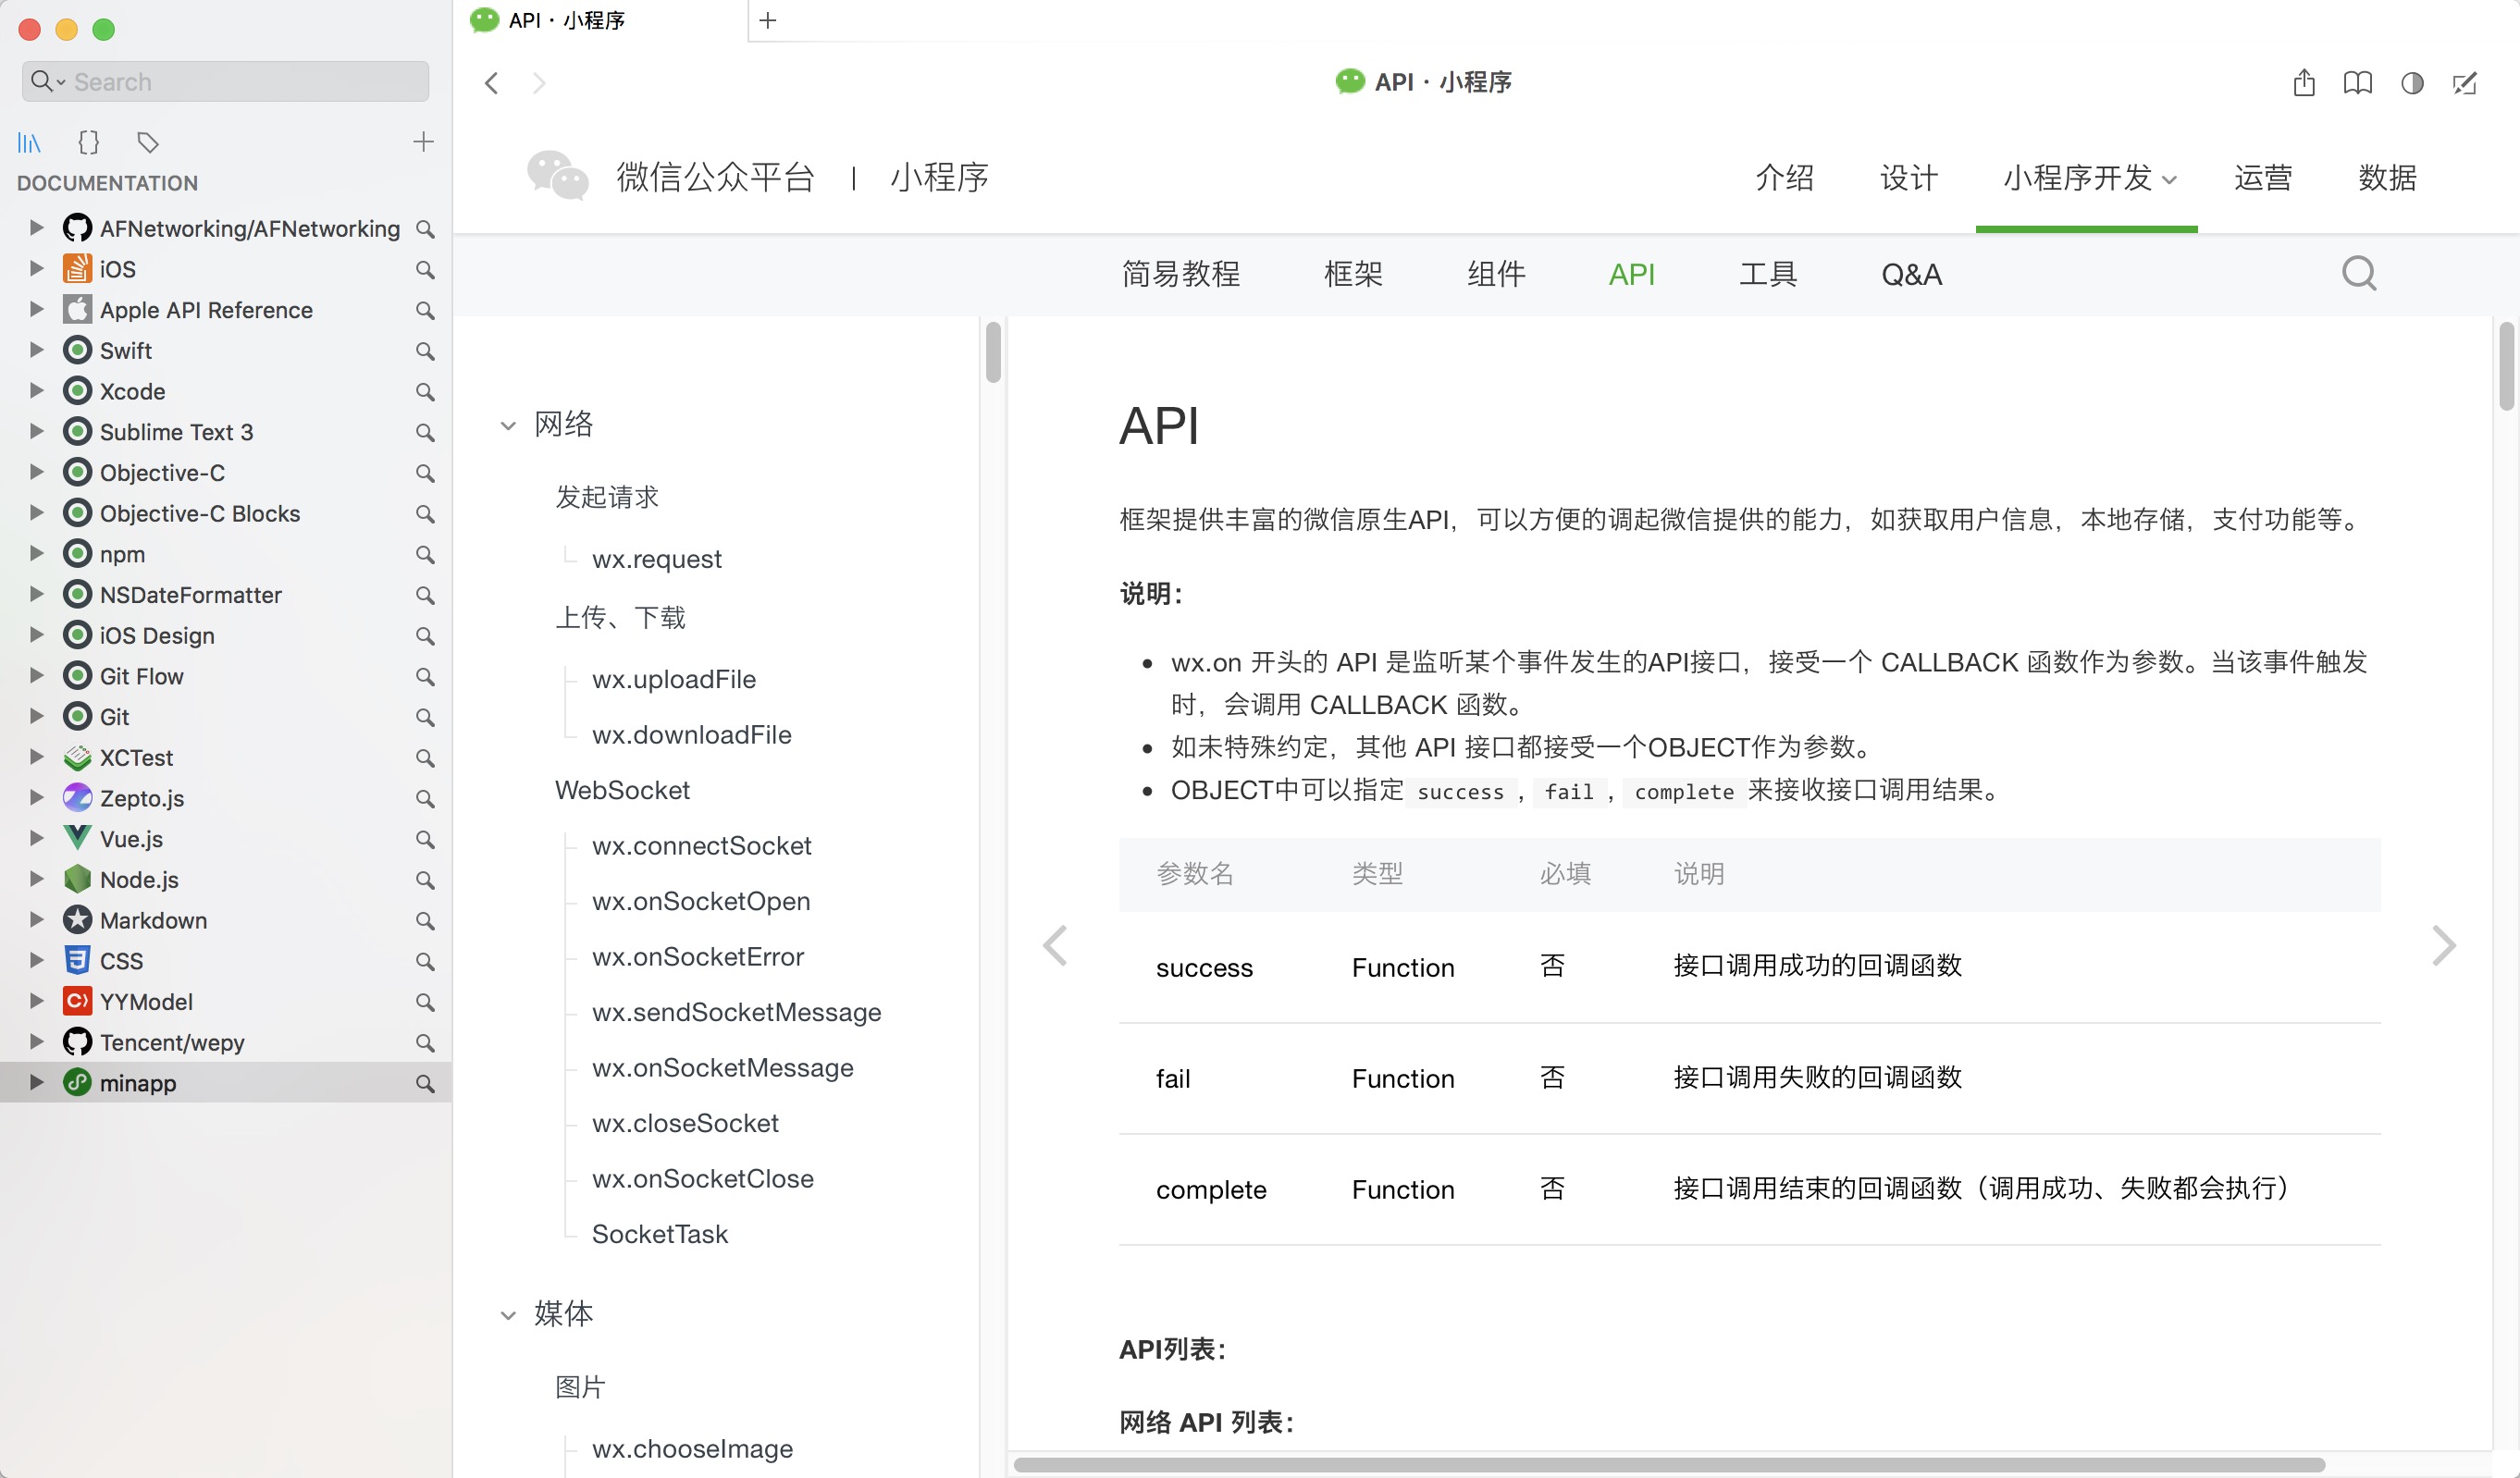 API · 小程序
Search
DOCUMENTATION
AFNetworking/AFNetworking
iOS
Apple API Reference
Swift
Xcode
Sublime Text 3
Objective-C
Objective-C Blocks
npm
NSDateFormatter
iOS Design
Git Flow
Git
XCTest
Zepto.js
Vue.js
Node.js
Markdown
CSS
YYModel
Tencent/wepy
minapp
API · 小程序
微信公众平台 | 小程序
介绍 设计 小程序开发 运营 数据
简易教程 框架 组件 API 工具 Q&A
网络
发起请求
wx.request
上传、下载
wx.uploadFile
wx.downloadFile
WebSocket
wx.connectSocket
wx.onSocketOpen
wx.onSocketError
wx.sendSocketMessage
wx.onSocketMessage
wx.closeSocket
wx.onSocketClose
SocketTask
媒体
图片
wx.chooseImage
API
框架提供丰富的微信原生API，可以方便的调起微信提供的能力，如获取用户信息，本地存储，支付功能等。
说明：
• wx.on 开头的 API 是监听某个事件发生的API接口，接受一个 CALLBACK 函数作为参数。当该事件触发
时，会调用 CALLBACK 函数。
• 如未特殊约定，其他 API 接口都接受一个OBJECT作为参数。
• OBJECT中可以指定 success , fail , complete 来接收接口调用结果。
参数名 类型 必填 说明
success Function 否 接口调用成功的回调函数
fail Function 否 接口调用失败的回调函数
complete Function 否 接口调用结束的回调函数（调用成功、失败都会执行）
API列表：
网络 API 列表：